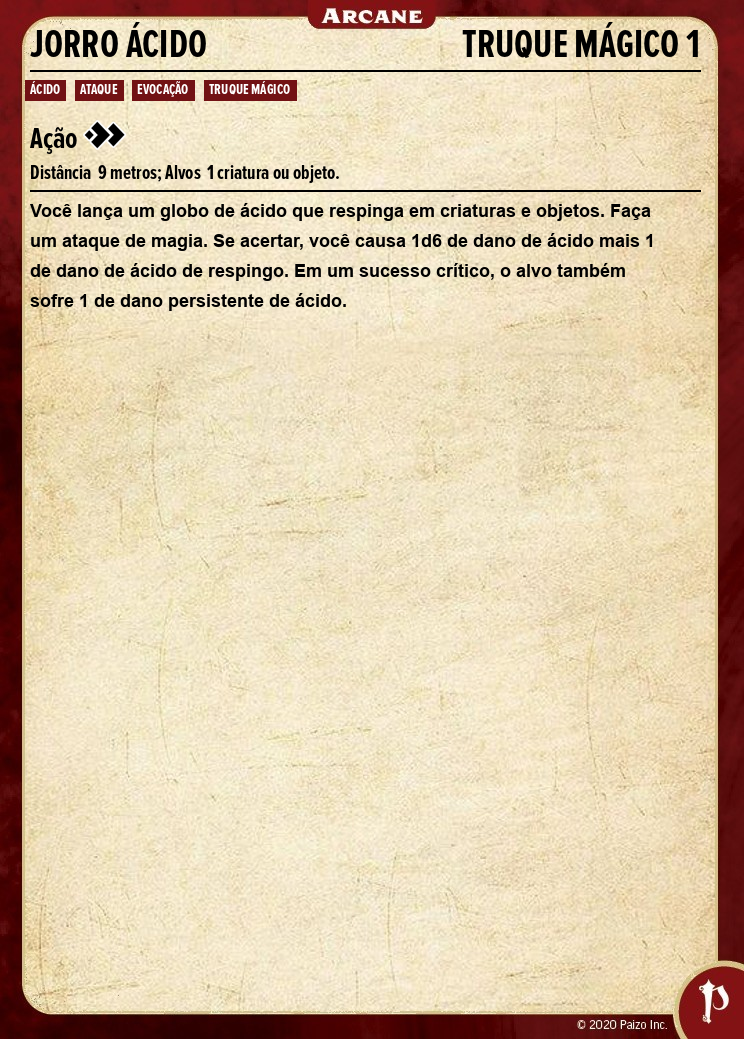 ARCANE
JORRO ÁCIDO TRUQUE MÁGICO 1
ÁCIDO ATAQUE EVOCAÇÃO TRUQUE MÁGICO
Ação
Distância 9 metros; Alvos 1 criatura ou objeto.
Você lança um globo de ácido que respinga em criaturas e objetos. Faça
um ataque de magia. Se acertar, você causa 1d6 de dano de ácido mais 1
de dano de ácido de respingo. Em um sucesso crítico, o alvo também
sofre 1 de dano persistente de ácido.
© 2020 Paizo Inc.
P